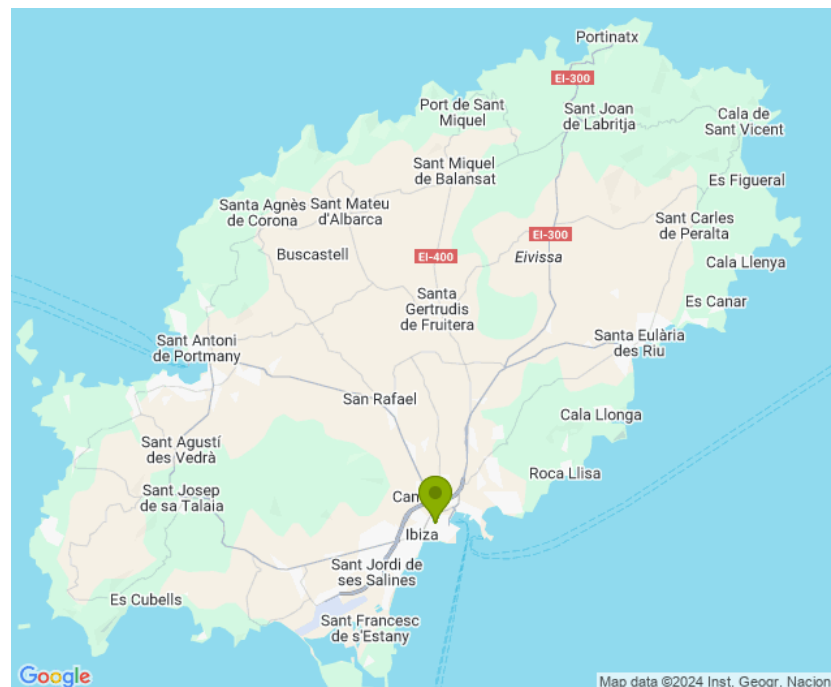 Portinatx
EI-300
Port de Sant
Miquel
Sant Joan
de Labritja
Cala de
Sant Vicent
Sant Miquel
de Balansat
Es Figueral
Santa Agnès
de Corona
Sant Mateu
d'Albarca
Sant Carles
de Peralta
EI-300
Buscastell
EI-400
Eivissa
Cala Llenya
Santa
Gertrudis
de Fruitera
Es Canar
Sant Antoni
de Portmany
Santa Eulària
des Riu
San Rafael
Cala Llonga
Sant Agustí
des Vedrà
Roca Llisa
Sant Josep
de sa Talaia
Ibiza
Sant Jordi de
ses Salines
Es Cubells
Sant Francesc
de s'Estany
Google
Map data ©2024 Inst. Geogr. Nacion